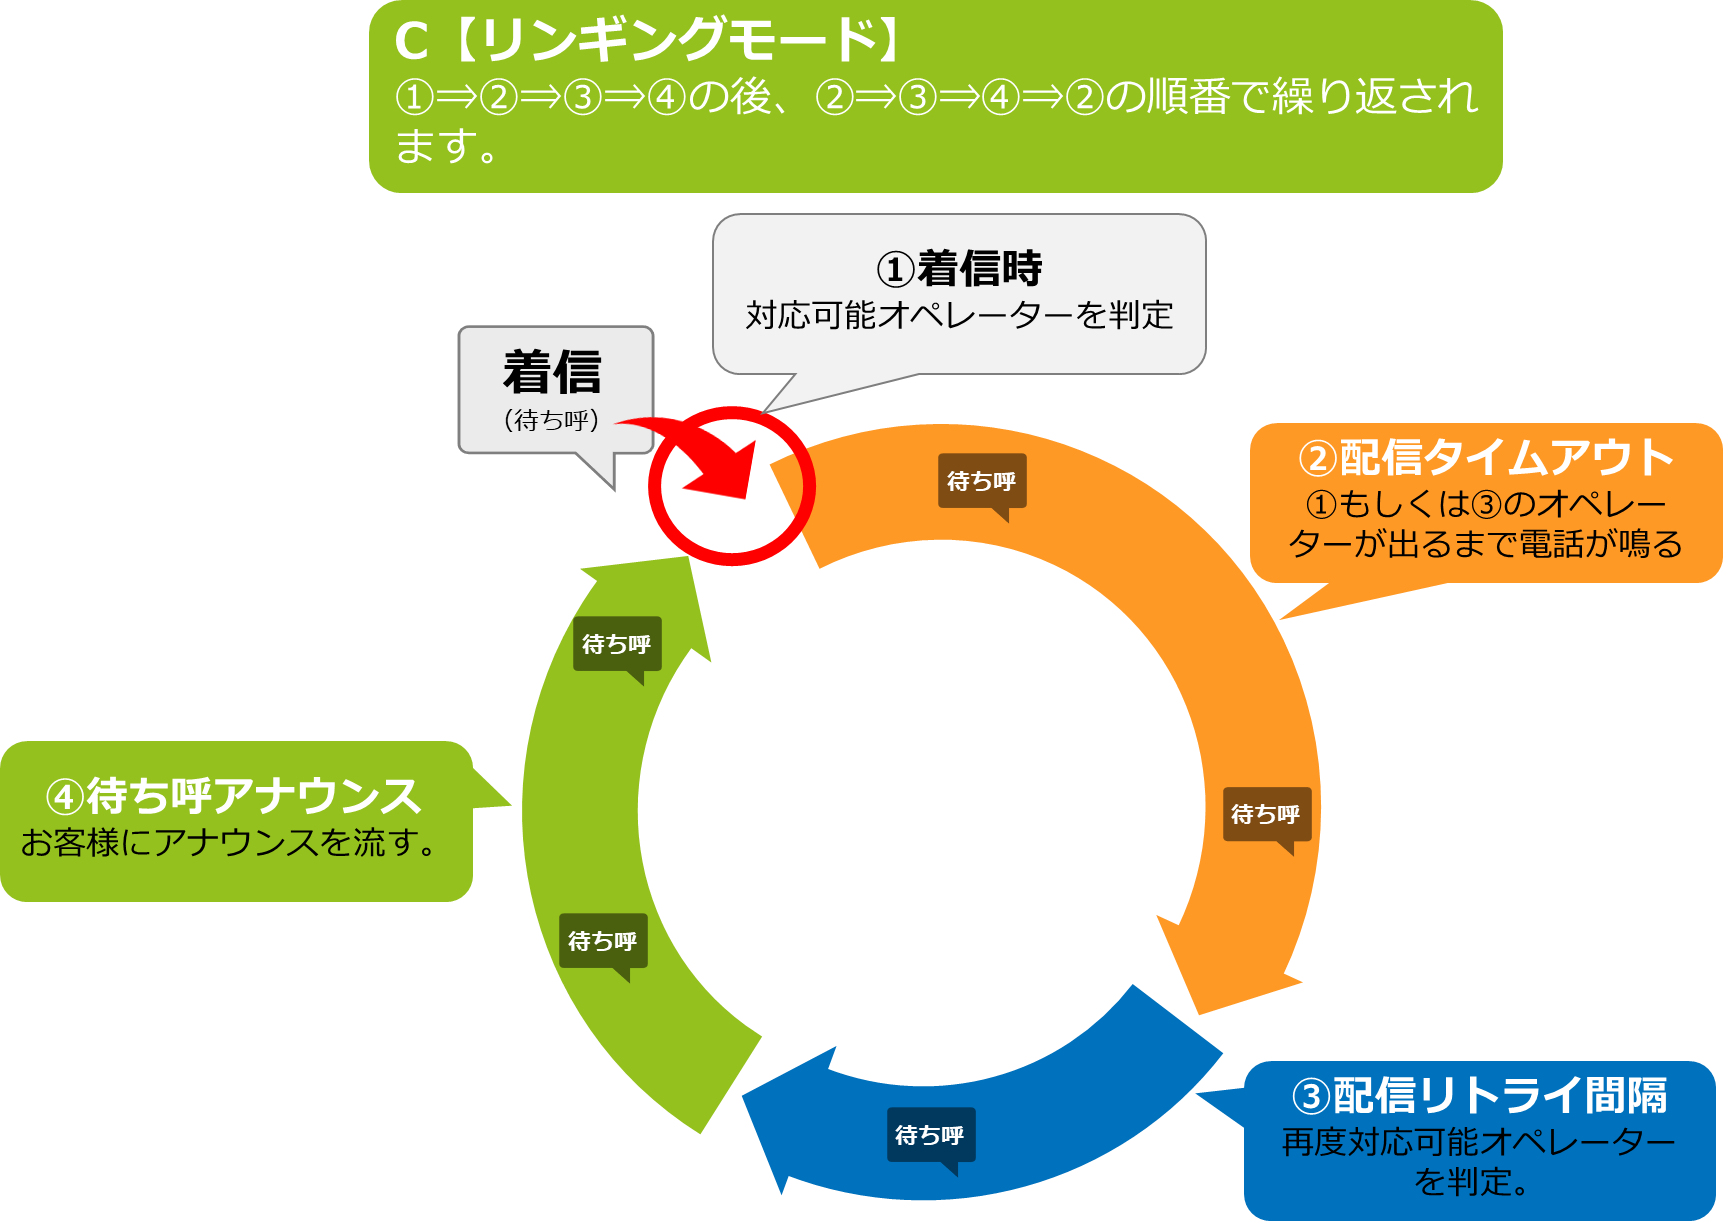 C【リンギングモード】
①⇒②⇒③⇒④の後、②⇒③⇒④⇒②の順番で繰り返され
ます。
①着信時
対応可能オペレーターを判定
着信
（待ち呼）
②配信タイムアウト
①もしくは③のオペレー
ターが出るまで電話が鳴る
待ち呼
待ち呼
待ち呼
④待ち呼アナウンス
お客様にアナウンスを流す。
待ち呼
待ち呼
③配信リトライ間隔
再度対応可能オペレーター
を判定。